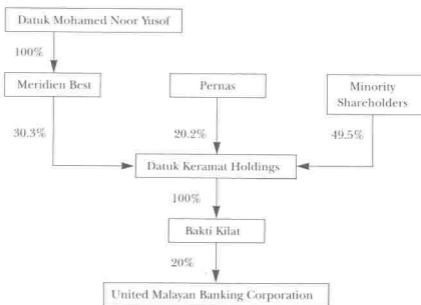 Datuk Mohamed Noor Yusof
100%
Meridien Best
Pernas
Minority
Shareholders
30.3%
20.2%
49.5%
Datuk Keramat Holdings
100%
Bakti Kilat
20%
United Malayan Banking Corporation